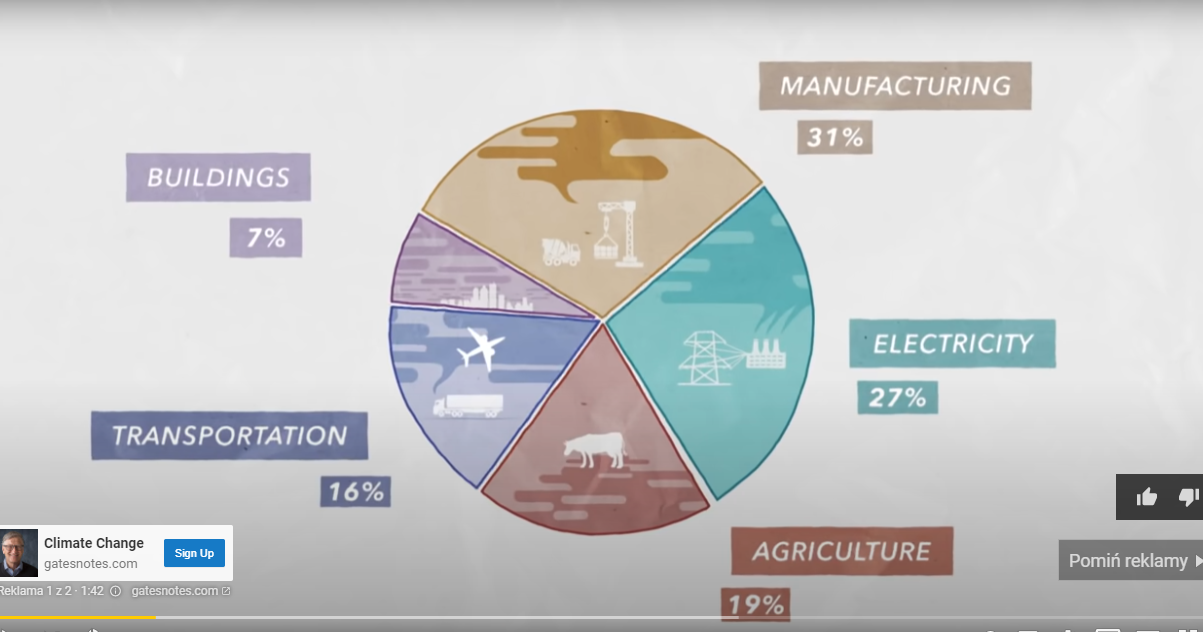 MANUFACTURING
31%
BUILDINGS
7%
ELECTRICITY
27%
TRANSPORTATION
16%
AGRICULTURE
19%
Climate Change
gatesnotes.com
Sign Up
Reklama 1 z 2 · 1:42
gatesnotes.com
Pomiń reklamy